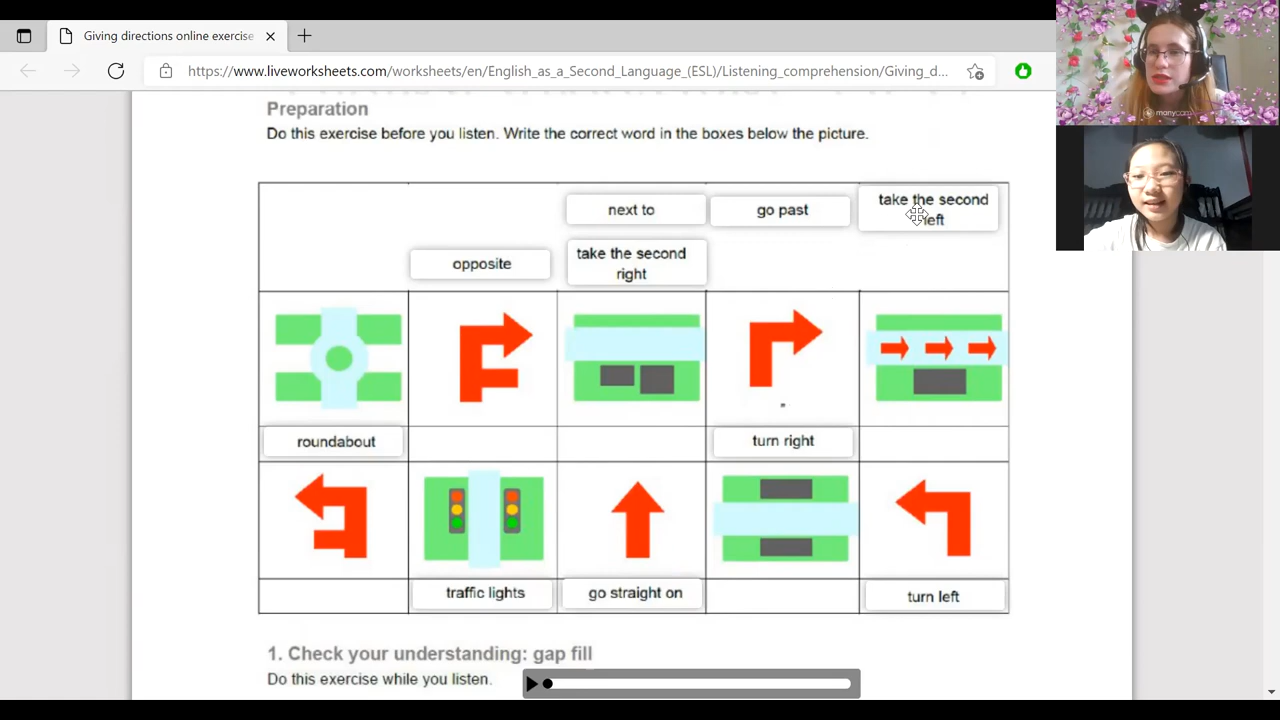 Giving directions online exercise
https://www.liveworksheets.com/worksheets/en/English_as_a_Second_Language_(ESL)/Listening_comprehension/Giving_d...
manycam
Preparation
Do this exercise before you listen. Write the correct word in the boxes below the picture.
next to
go past
take the second
left
opposite
take the second
right
roundabout
turn right
traffic lights
go straight on
turn left
1. Check your understanding: gap fill
Do this exercise while you listen.